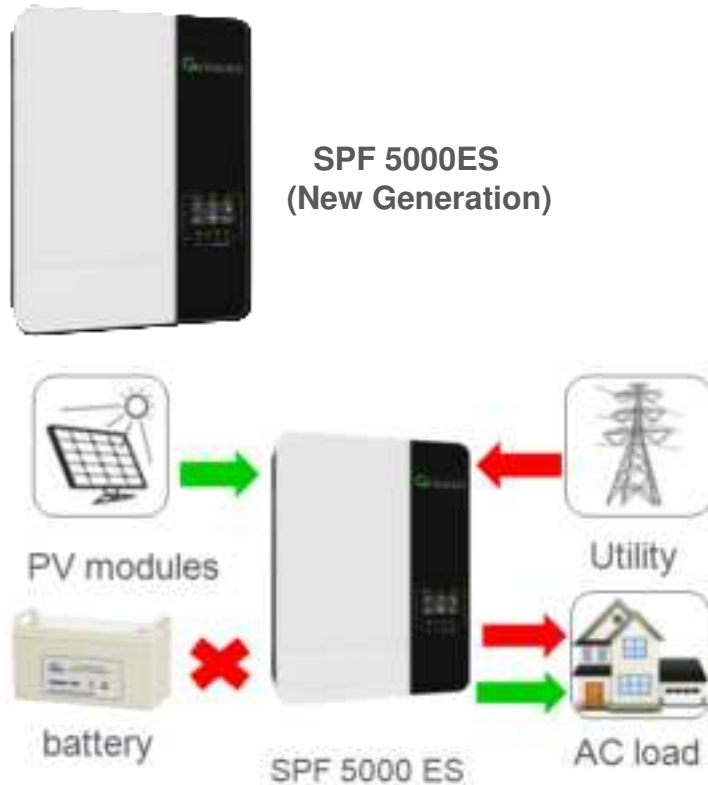 SPF 5000ES
(New Generation)
PV modules
Utility
battery
SPF 5000 ES
AC load